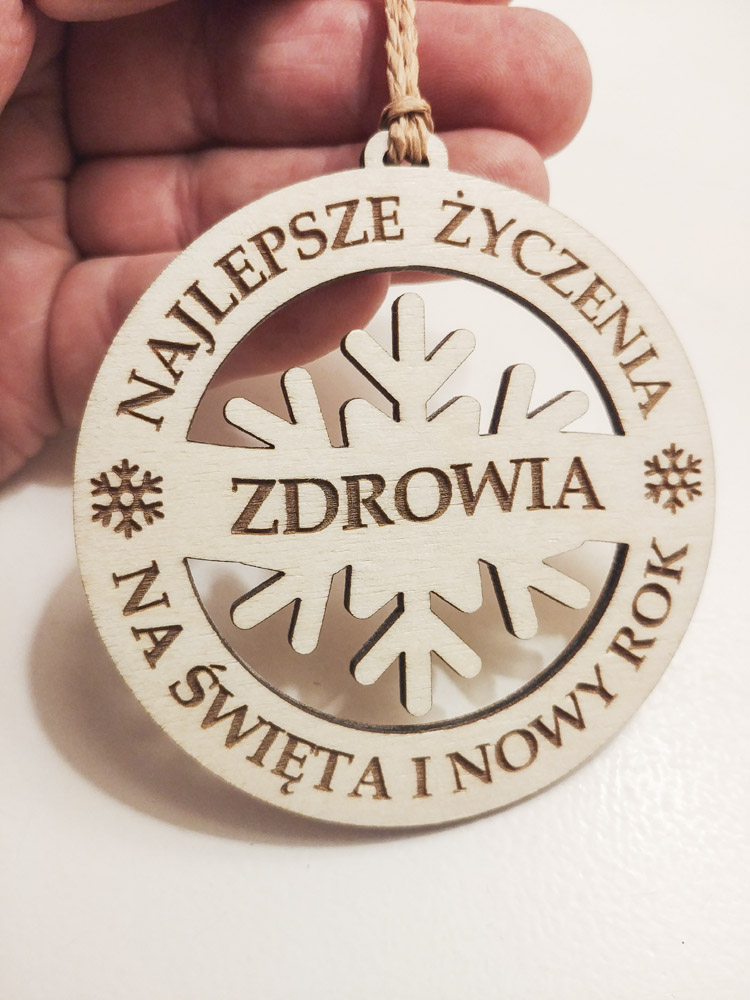 NAJLEPSZE ŻYCZENIA
ZDROWIA
NA ŚWIĘTA I NOWY ROK